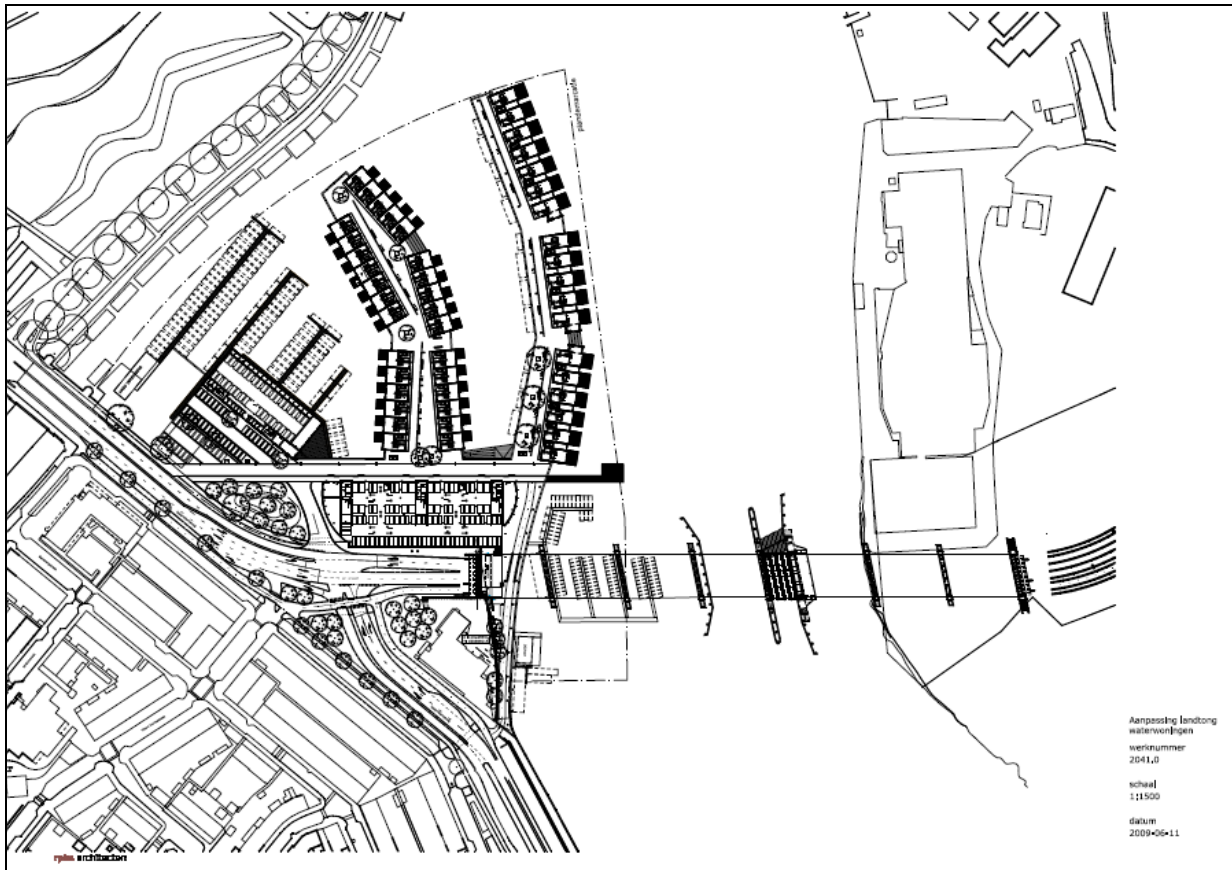 Aanpassing landtong
waterwoningen
werknummer
2041.0
schaal
1:1500
datum
2009-06-11
architecten